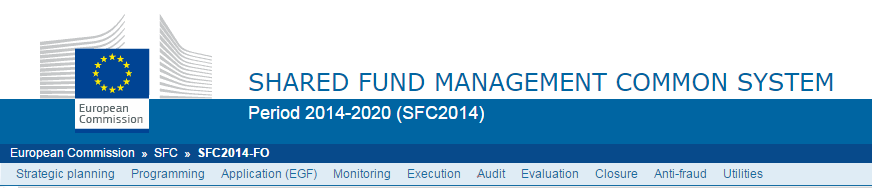 SHARED FUND MANAGEMENT COMMON SYSTEM
European
Commission
Period 2014-2020 (SFC2014)
European Commission » SFC » SFC2014-FO
Strategic planning Programming Application (EGF) Monitoring Execution Audit Evaluation Closure Anti-fraud Utilities